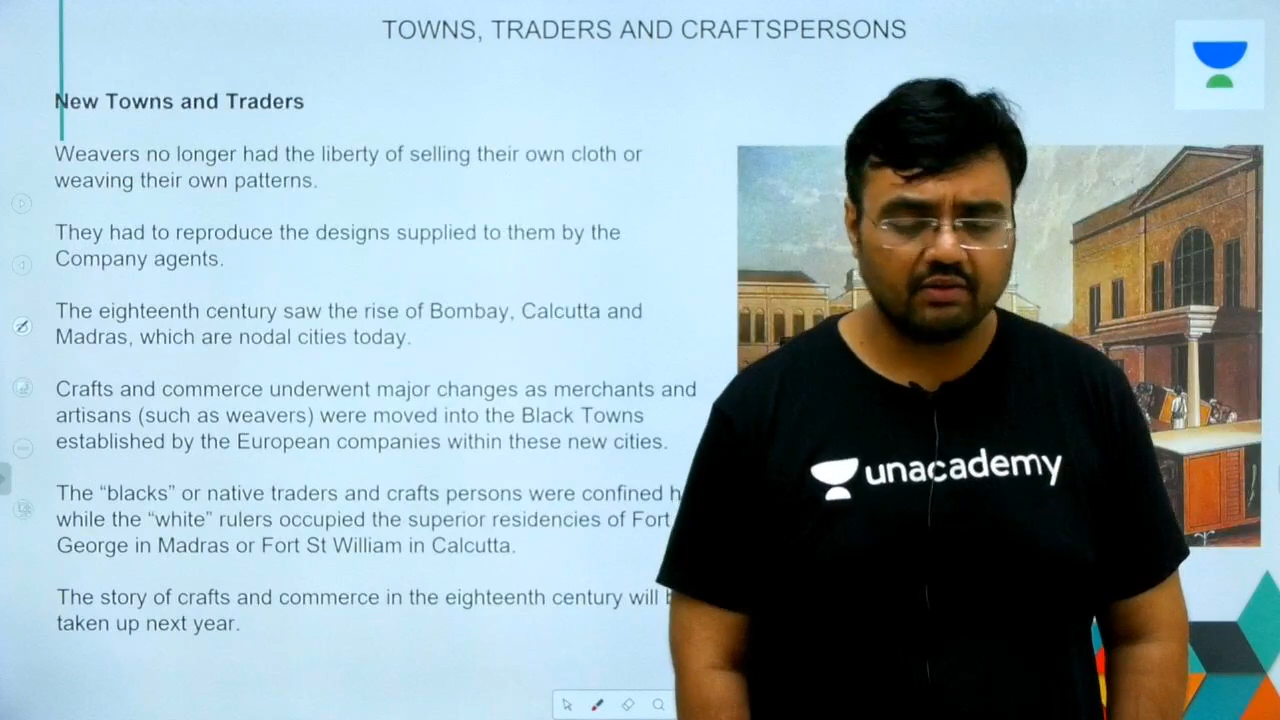 TOWNS, TRADERS AND CRAFTSPERSONS
New Towns and Traders
Weavers no longer had the liberty of selling their own cloth or
weaving their own patterns.
They had to reproduce the designs supplied to them by the
Company agents.
The eighteenth century saw the rise of Bombay, Calcutta and
Madras, which are nodal cities today.
Crafts and commerce underwent major changes as merchants and
artisans (such as weavers) were moved into the Black Towns
established by the European companies within these new cities.
The “blacks” or native traders and crafts persons were confined
while the “white” rulers occupied the superior residencies of Fort
George in Madras or Fort St William in Calcutta.
The story of crafts and commerce in the eighteenth century will
taken up next year.
unacademy